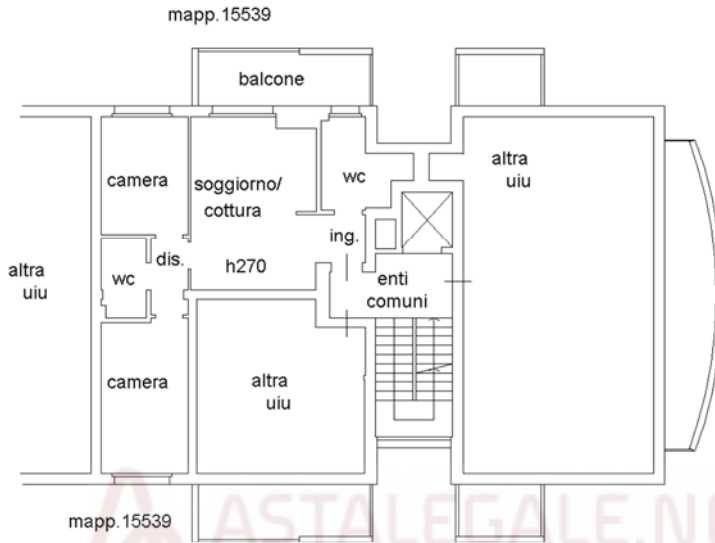 mapp.15539
balcone
altra
uiu
camera
soggiorno/
cottura
wc
ing.
dis.
altra
uiu
wc
h270
enti
comuni
camera
altra
uiu
mapp.15539
ASTALEGALE.NE